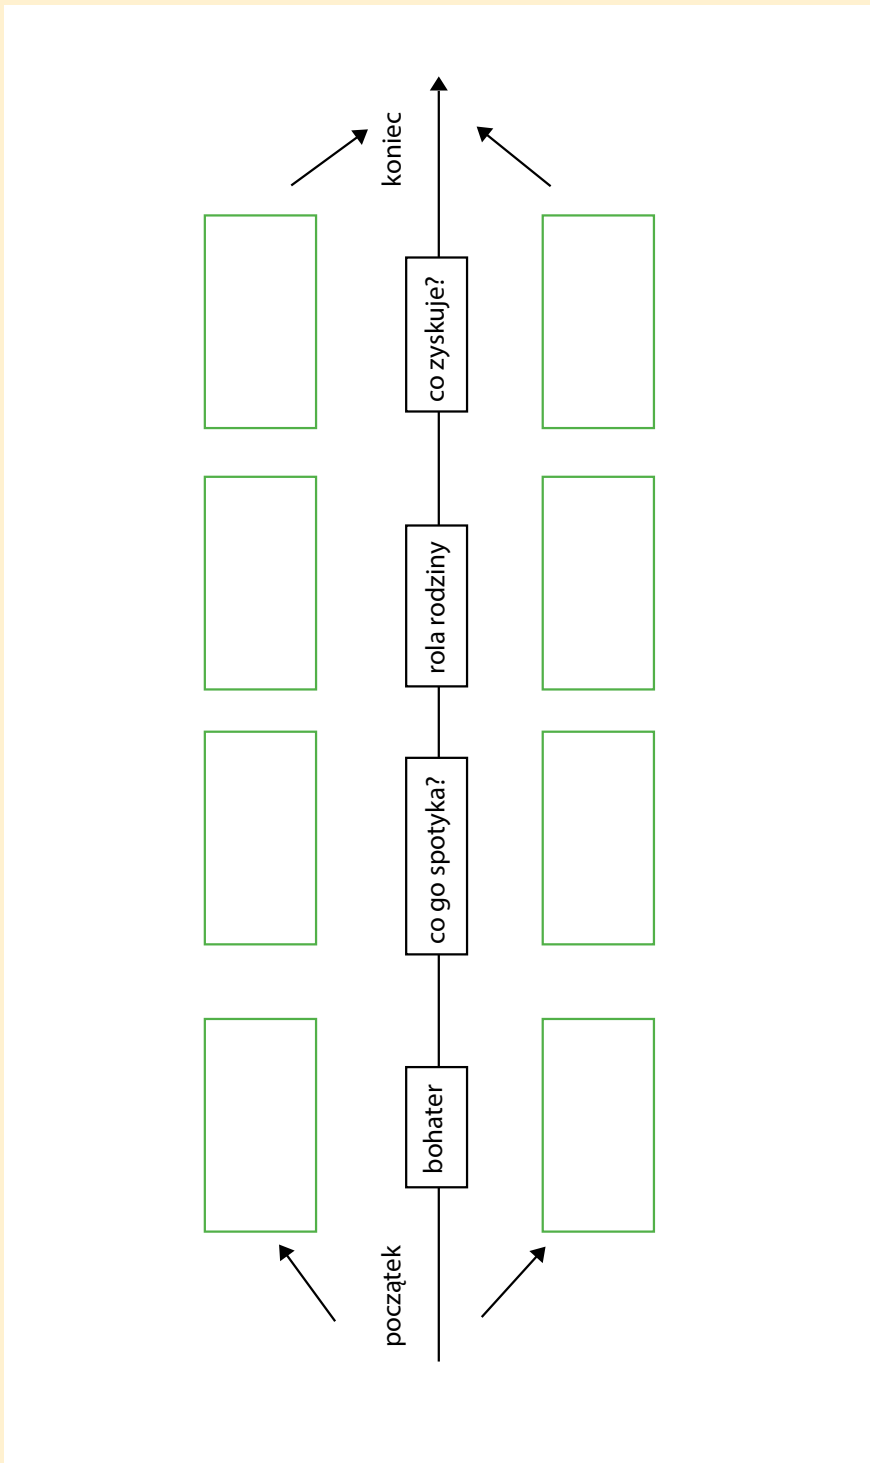 początek
bohater
co go spotyka?
rola rodziny
co zyskuje?
koniec